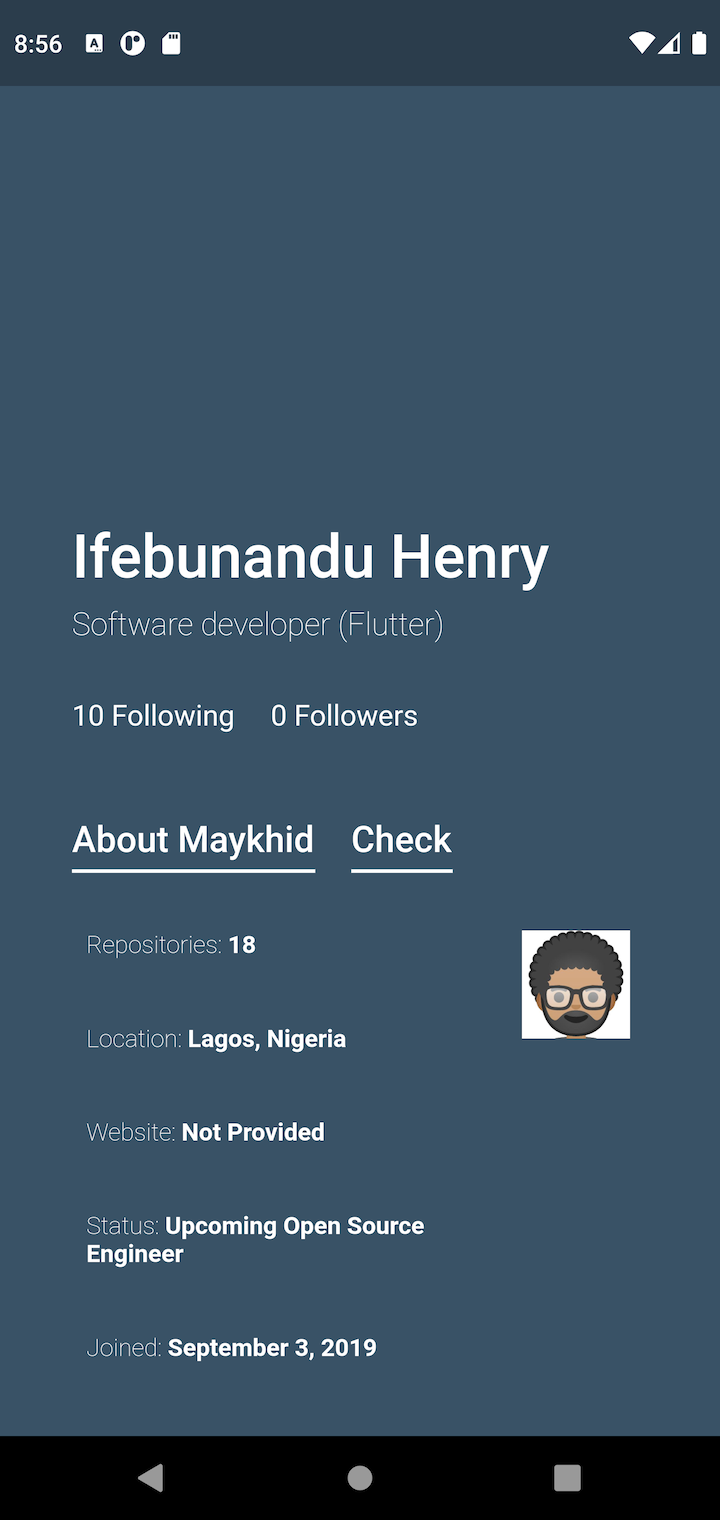 8:56
Ifebunandu Henry
Software developer (Flutter)
10 Following 0 Followers
About Maykhid Check
Repositories: 18
Location: Lagos, Nigeria
Website: Not Provided
Status: Upcoming Open Source
Engineer
Joined: September 3, 2019